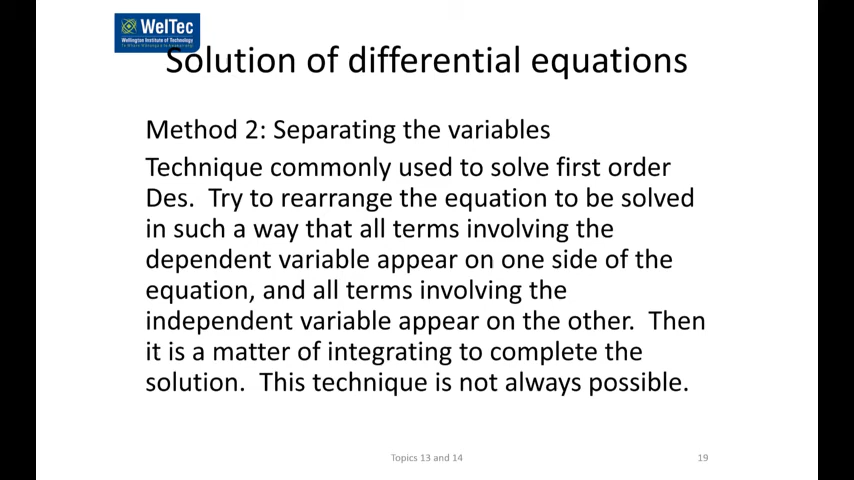 WelTec
Wellington Institute of Technology
Solution of differential equations
Method 2: Separating the variables
Technique commonly used to solve first order
Des. Try to rearrange the equation to be solved
in such a way that all terms involving the
dependent variable appear on one side of the
equation, and all terms involving the
independent variable appear on the other. Then
it is a matter of integrating to complete the
solution. This technique is not always possible.
Topics 13 and 14
19